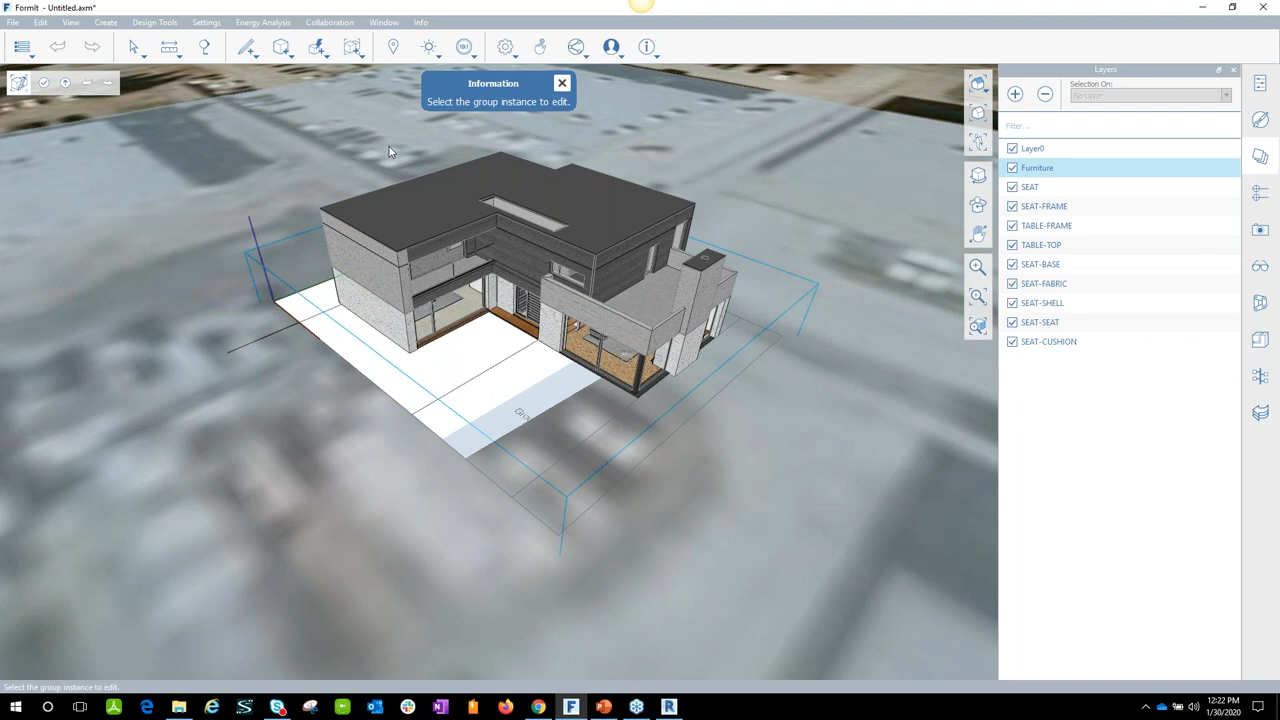 FormIt - Untitled.axm*
File Edit View Create Design Tools Settings Energy Analysis Collaboration Window Info
19.1
Information
Select the group instance to edit.
Layers
Selection On:
No Layer
Filter...
Layer0
Furniture
SEAT
SEAT-FRAME
TABLE-FRAME
TABLE-TOP
SEAT-BASE
SEAT-FABRIC
SEAT-SHELL
SEAT-SEAT
SEAT-CUSHION
Select the group instance to edit.
12:22 PM
1/30/2020